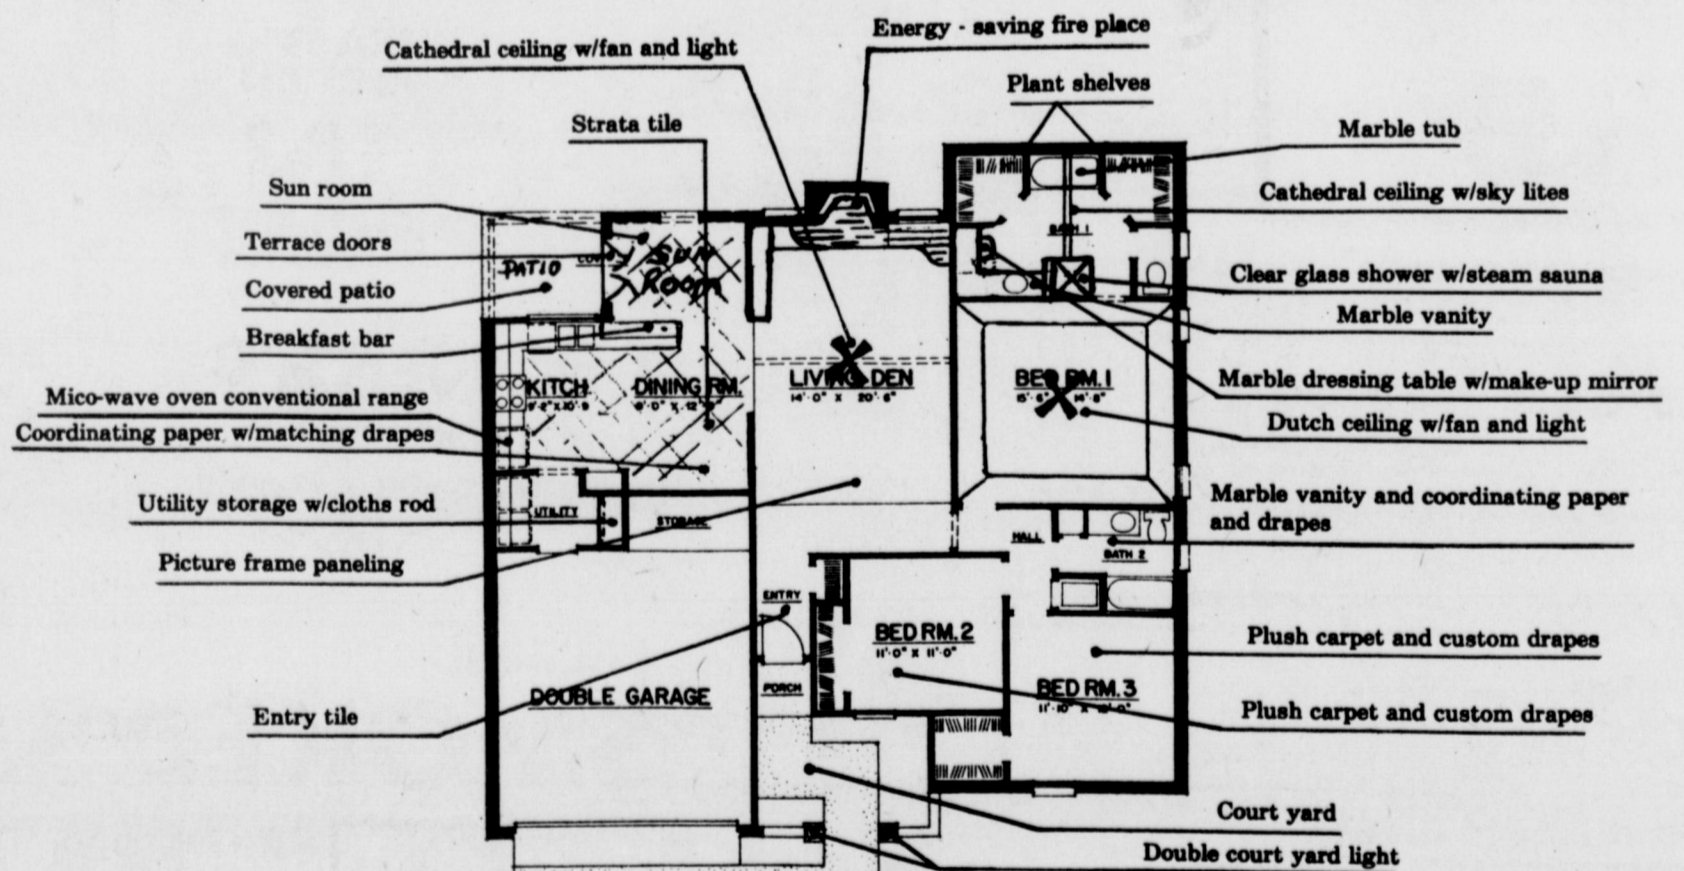 Energy - saving fire place
Cathedral ceiling w/fan and light
Plant shelves
Strata tile
Marble tub
Sun room
Cathedral ceiling w/sky lites
Terrace doors
BATH 1
SUN
ROOM
PATIO
Clear glass shower w/steam sauna
Covered patio
Marble vanity
Breakfast bar
KITCH
DINING RM.
LIVING DEN
14'-0" X 20'-6"
BED RM. 1
Marble dressing table w/make-up mirror
Mico-wave oven conventional range
Dutch ceiling w/fan and light
Coordinating paper w/matching drapes
Marble vanity and coordinating paper
and drapes
Utility storage w/cloths rod
UTILITY
STORAGE
HALL
BATH 2
Picture frame paneling
ENTRY
BED RM. 2
11'-0" X 11'-0"
Plush carpet and custom drapes
DOUBLE GARAGE
PORCH
BED RM. 3
Entry tile
Plush carpet and custom drapes
Court yard
Double court yard light